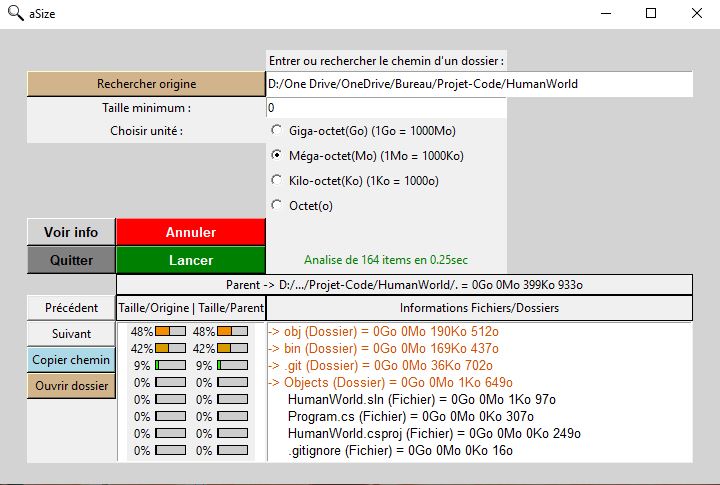 aSize
Entrer ou rechercher le chemin d'un dossier :
Rechercher origine
D:/One Drive/OneDrive/Bureau/Projet-Code/HumanWorld
Taille minimum :
0
Choisir unité :
Giga-octet(Go) (1Go = 1000Mo)
Méga-octet(Mo) (1Mo = 1000Ko)
Kilo-octet(Ko) (1Ko = 1000o)
Octet(o)
Voir info
Annuler
Quitter
Lancer
Analise de 164 items en 0.25sec
Parent -> D:/.../Projet-Code/HumanWorld/. = 0Go 0Mo 399Ko 933o
Précédent
Taille/Origine | Taille/Parent
Informations Fichiers/Dossiers
Suivant
Copier chemin
Ouvrir dossier
48% 48% -> obj (Dossier) = 0Go 0Mo 190Ko 512o
42% 42% -> bin (Dossier) = 0Go 0Mo 169Ko 437o
9% 9% -> .git (Dossier) = 0Go 0Mo 36Ko 702o
0% 0% -> Objects (Dossier) = 0Go 0Mo 1Ko 649o
0% 0% HumanWorld.sln (Fichier) = 0Go 0Mo 1Ko 97o
0% 0% Program.cs (Fichier) = 0Go 0Mo 0Ko 307o
0% 0% HumanWorld.csproj (Fichier) = 0Go 0Mo 0Ko 249o
0% 0% .gitignore (Fichier) = 0Go 0Mo 0Ko 16o